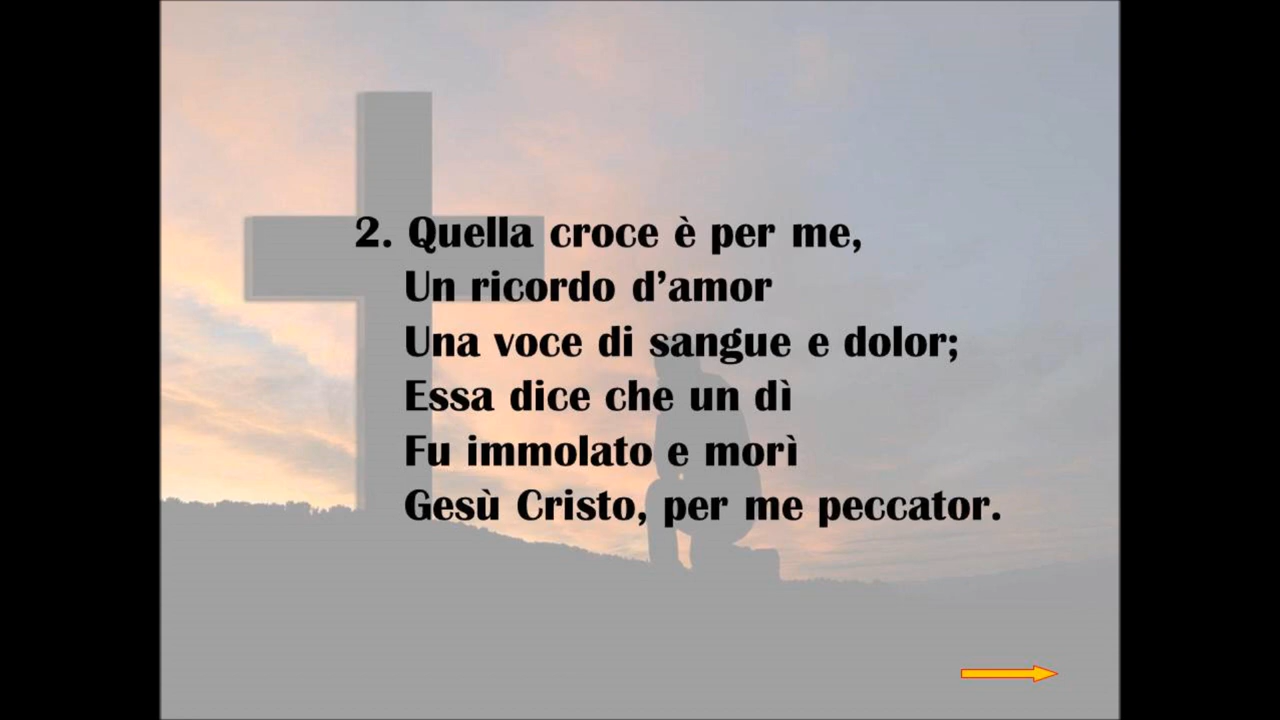 2. Quella croce è per me,
Un ricordo d’amor
Una voce di sangue e dolor;
Essa dice che un dì
Fu immolato e morì
Gesù Cristo, per me peccator.